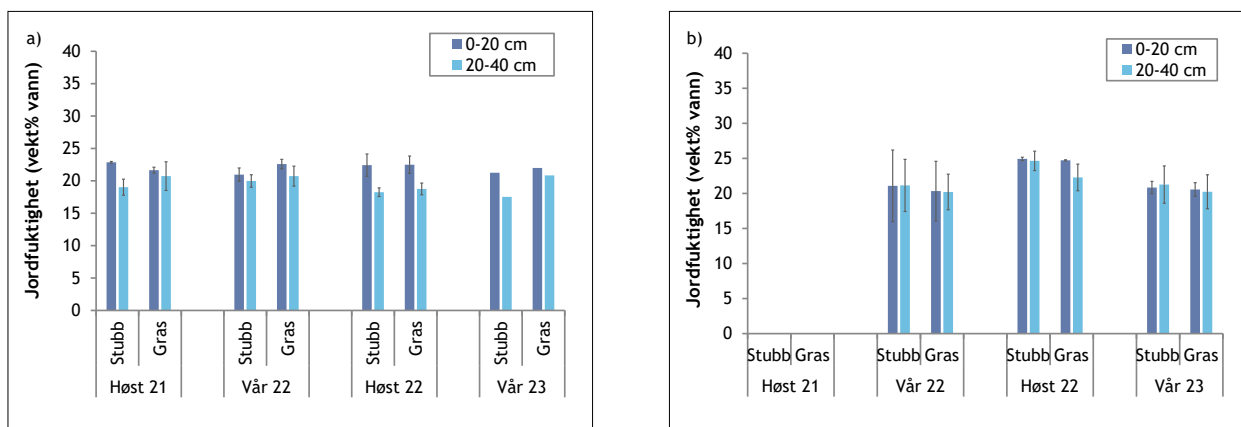 a)
0-20 cm
20-40 cm
Jordfuktighet (vekt% vann)
40
35
30
25
20
15
10
5
0
Stubb Gras Stubb Gras Stubb Gras Stubb Gras
Høst 21 Vår 22 Høst 22 Vår 23
b)
0-20 cm
20-40 cm
Jordfuktighet (vekt% vann)
40
35
30
25
20
15
10
5
0
Stubb Gras Stubb Gras Stubb Gras Stubb Gras
Høst 21 Vår 22 Høst 22 Vår 23